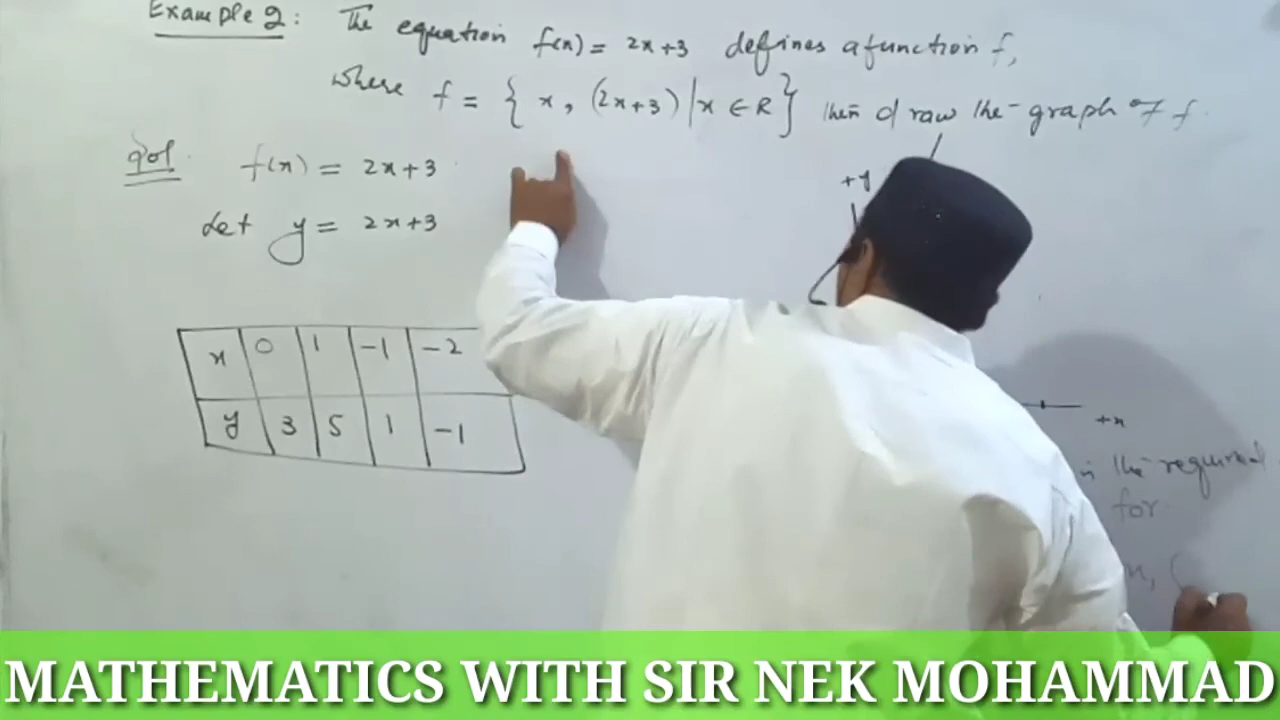 Example 2: The equation f(x) = 2x+3 defines a function f,
where f = { x, (2x+3) | x ∈ R } then draw the graph of f.
Sol. f(x) = 2x+3
Let y = 2x+3
+y
x 0 1 -1 -2
y 3 5 1 -1
+x
is the required
for
x, (
MATHEMATICS WITH SIR NEK MOHAMMAD